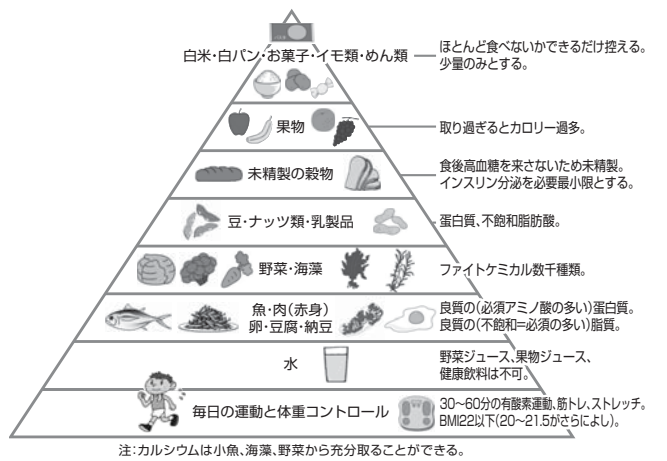 白米・白パン・お菓子・イモ類・めん類
ほとんど食べないかできるだけ控える。
少量のみとする。
果物
取り過ぎるとカロリー過多。
未精製の穀物
食後高血糖を来さないため未精製。
インスリン分泌を必要最小限とする。
豆・ナッツ類・乳製品
蛋白質、不飽和脂肪酸。
野菜・海藻
ファイトケミカル数千種類。
魚・肉(赤身)
卵・豆腐・納豆
良質の(必須アミノ酸の多い)蛋白質。
良質の(不飽和=必須の多い)脂質。
水
野菜ジュース、果物ジュース、
健康飲料は不可。
毎日の運動と体重コントロール
30〜60分の有酸素運動、筋トレ、ストレッチ。
BMI22以下(20〜21.5がさらによし)。
注:カルシウムは小魚、海藻、野菜から充分取ることができる。